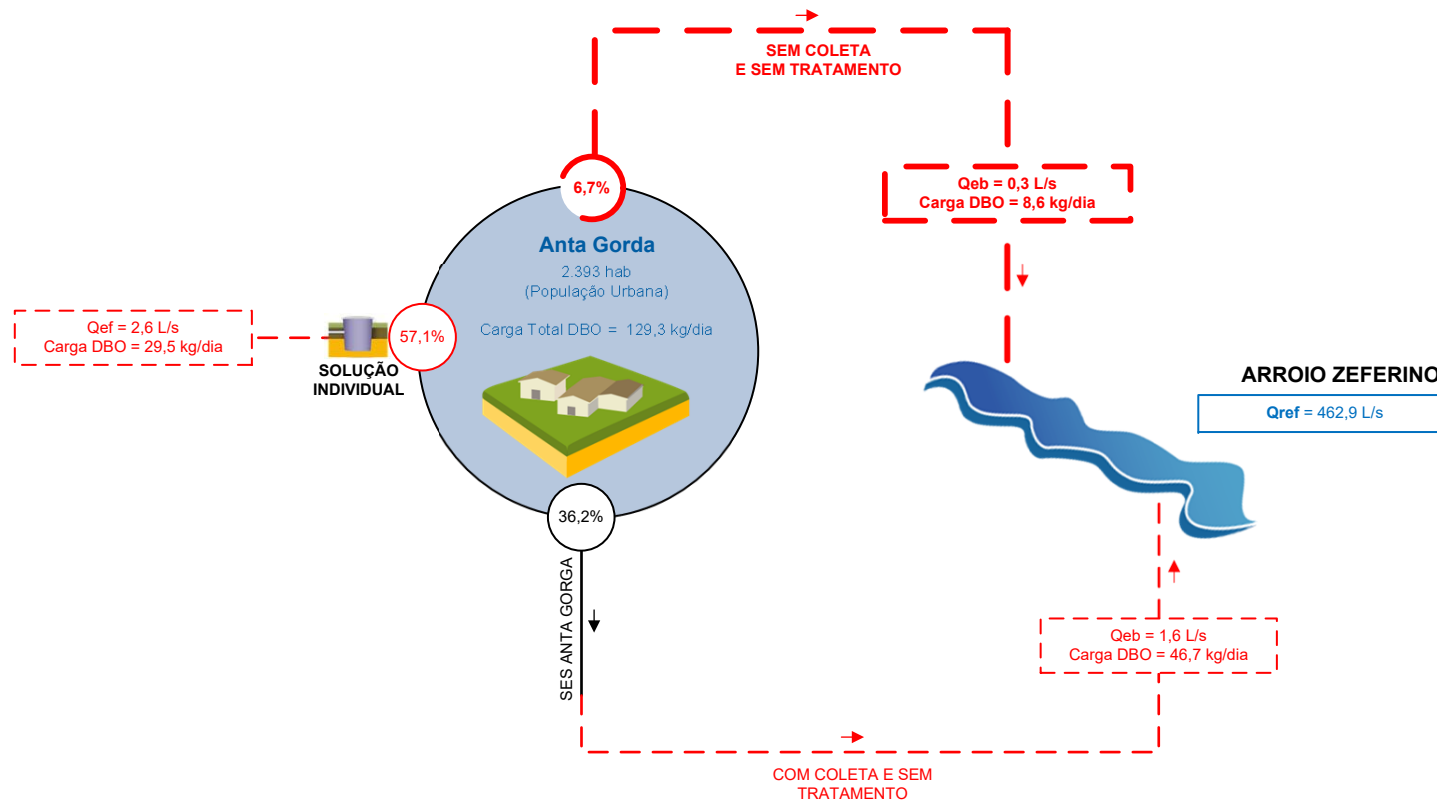 SEM COLETA
E SEM TRATAMENTO
Qeb = 0,3 L/s
Carga DBO = 8,6 kg/dia
6,7%
Anta Gorda
2.393 hab
(População Urbana)
Carga Total DBO = 129,3 kg/dia
Qef = 2,6 L/s
Carga DBO = 29,5 kg/dia
57,1%
SOLUÇÃO
INDIVIDUAL
ARROIO ZEFERINO
Qref = 462,9 L/s
36,2%
SES ANTA GORGA
Qeb = 1,6 L/s
Carga DBO = 46,7 kg/dia
COM COLETA E SEM
TRATAMENTO